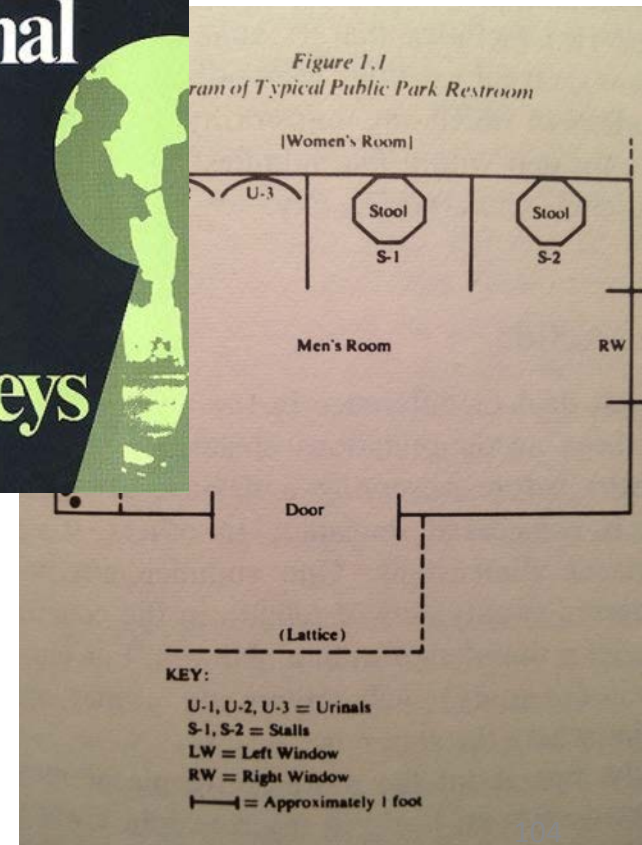 nal
eys
Figure 1.1
ram of Typical Public Park Restroom
|Women's Room|
U-3
Stool
Stool
S-1
S-2
Men's Room
RW
Door
(Lattice)
KEY:
U-1, U-2, U-3 = Urinals
S-1, S-2 = Stalls
LW = Left Window
RW = Right Window
= Approximately 1 foot